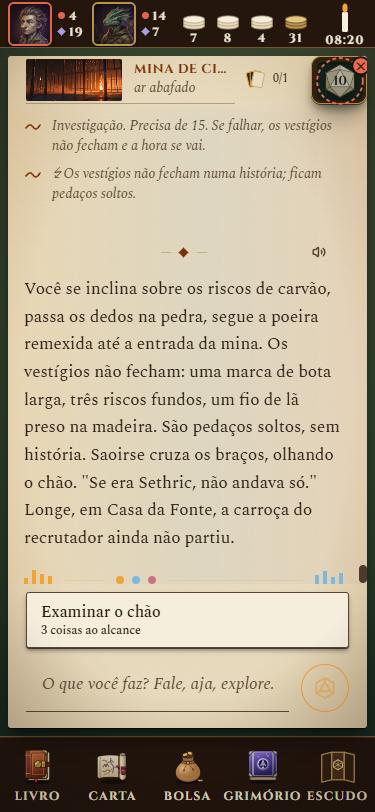 4
19
14
7
7
8
4
31
08:20
MINA DE CI...
ar abafado
0/1
10
Investigação. Precisa de 15. Se falhar, os vestígios
não fecham e a hora se vai.
Os vestígios não fecham numa história; ficam
pedaços soltos.
Você se inclina sobre os riscos de carvão,
passa os dedos na pedra, segue a poeira
remexida até a entrada da mina. Os
vestígios não fecham: uma marca de bota
larga, três riscos fundos, um fio de lã
preso na madeira. São pedaços soltos, sem
história. Saoirse cruza os braços, olhando
o chão. "Se era Sethric, não andava só."
Longe, em Casa da Fonte, a carroça do
recrutador ainda não partiu.
Examinar o chão
3 coisas ao alcance
O que você faz? Fale, aja, explore.
LIVRO
CARTA
BOLSA
GRIMÓRIO
ESCUDO